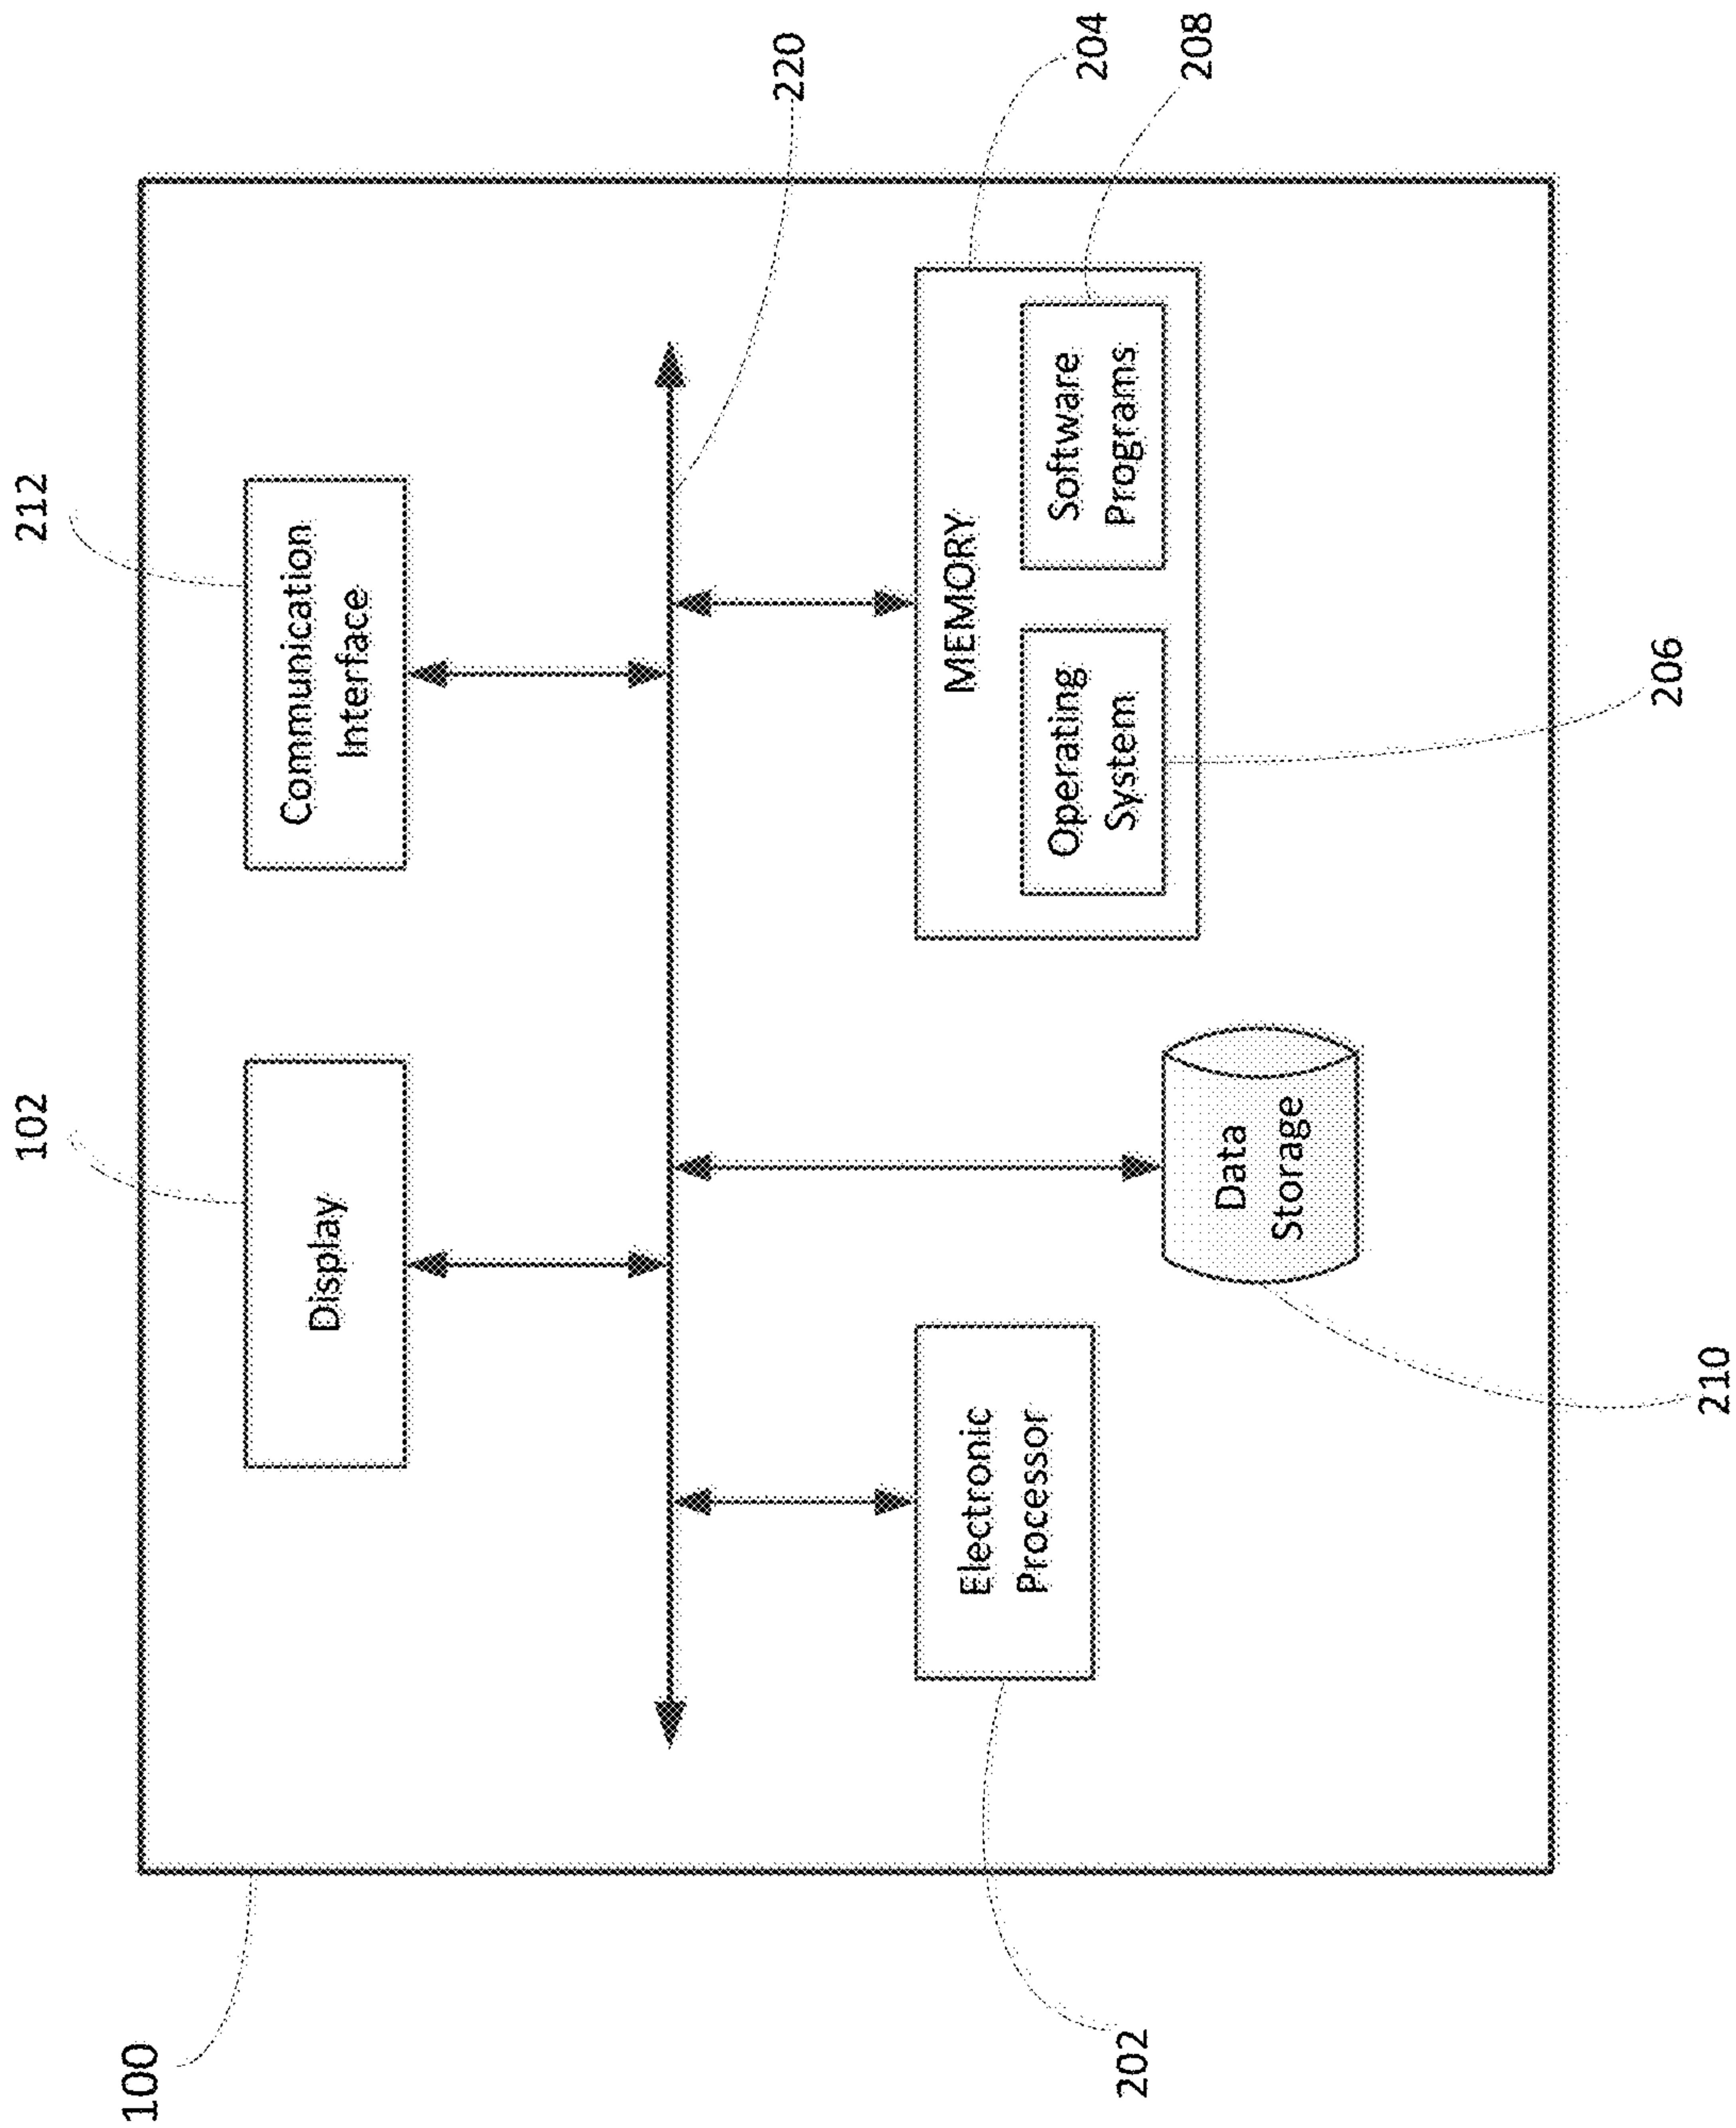 102
212
Display
Communication
Interface
220
Electronic
Processor
MEMORY
204
Operating
System
Software
Programs
208
Data
Storage
100
202
210
206